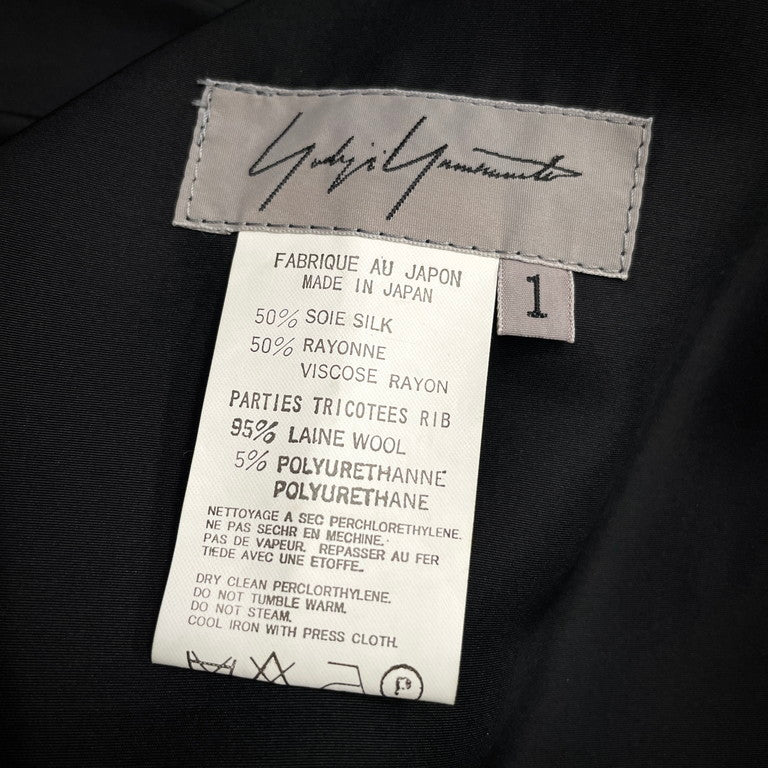 Yohji Yamamoto
1
FABRIQUE AU JAPON
MADE IN JAPAN
50% SOIE SILK
50% RAYONNE
VISCOSE RAYON
PARTIES TRICOTEES RIB
95% LAINE WOOL
5% POLYURETHANNE
POLYURETHANE
NETTOYAGE A SEC PERCHLORETHYLENE.
NE PAS SECHR EN MECHINE.
PAS DE VAPEUR. REPASSER AU FER
TIEDE AVEC UNE ETOFFE.
DRY CLEAN PERCLORTHYLENE.
DO NOT TUMBLE WARM.
DO NOT STEAM.
COOL IRON WITH PRESS CLOTH.
P